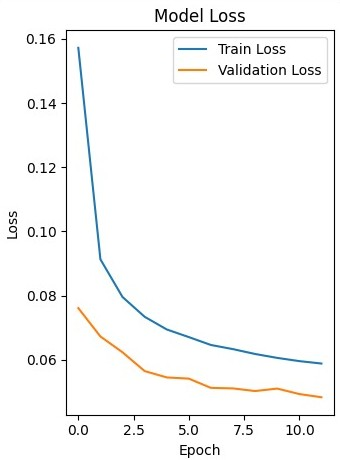 Model Loss
Train Loss
Validation Loss
0.16
0.14
0.12
0.10
0.08
0.06
Loss
0.0 2.5 5.0 7.5 10.0
Epoch